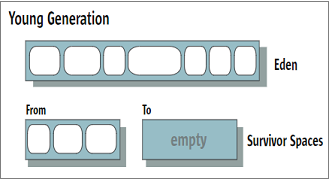 Young Generation
Eden
From
To
empty
Survivor Spaces